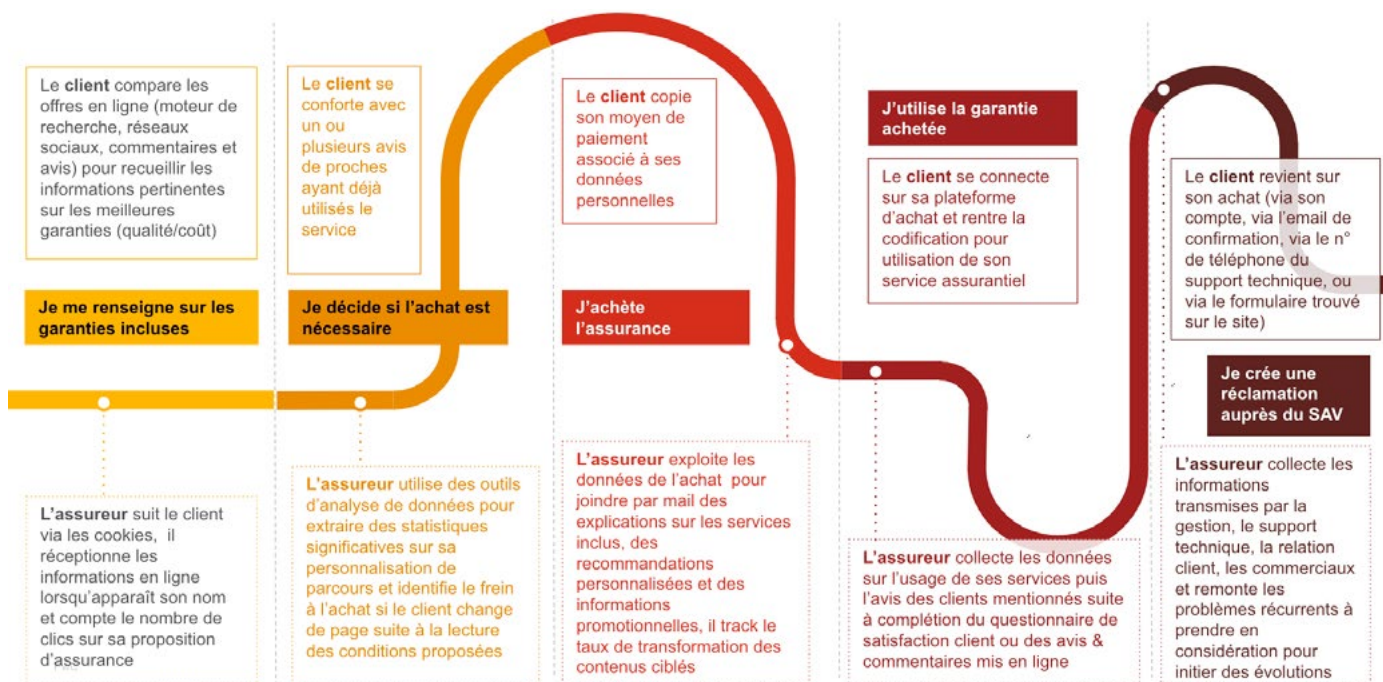 Le client compare les
offres en ligne (moteur de
recherche, réseaux
sociaux, commentaires et
avis) pour recueillir les
informations pertinentes
sur les meilleures
garanties (qualité/coût)
Je me renseigne sur les
garanties incluses
L'assureur suit le client
via les cookies, il
réceptionne les
informations en ligne
lorsqu'apparaît son nom
et compte le nombre de
clics sur sa proposition
d'assurance
Le client se
conforte avec
un ou
plusieurs avis
de proches
ayant déjà
utilisés le
service
Je décide si l'achat est
nécessaire
L'assureur utilise des outils
d'analyse de données pour
extraire des statistiques
significatives sur sa
personnalisation de
parcours et identifie le frein
à l'achat si le client change
de page suite à la lecture
des conditions proposées
Le client copie
son moyen de
paiement
associé à ses
données
personnelles
J'achète
l'assurance
L'assureur exploite les
données de l'achat pour
joindre par mail des
explications sur les services
inclus, des
recommandations
personnalisées et des
informations
promotionnelles, il track le
taux de transformation des
contenus ciblés
J'utilise la garantie
achetée
Le client se connecte
sur sa plateforme
d'achat et rentre la
codification pour
utilisation de son
service assurantiel
L'assureur collecte les données
sur l'usage de ses services puis
l'avis des clients mentionnés suite
à complétion du questionnaire de
satisfaction client ou des avis &
commentaires mis en ligne
Le client revient sur
son achat (via son
compte, via l'email de
confirmation, via le n°
de téléphone du
support technique, ou
via le formulaire trouvé
sur le site)
Je crée une
réclamation
auprès du SAV
L'assureur collecte les
informations
transmises par la
gestion, le support
technique, la relation
client, les commerciaux
et remonte les
problèmes récurrents à
prendre en
considération pour
initier des évolutions